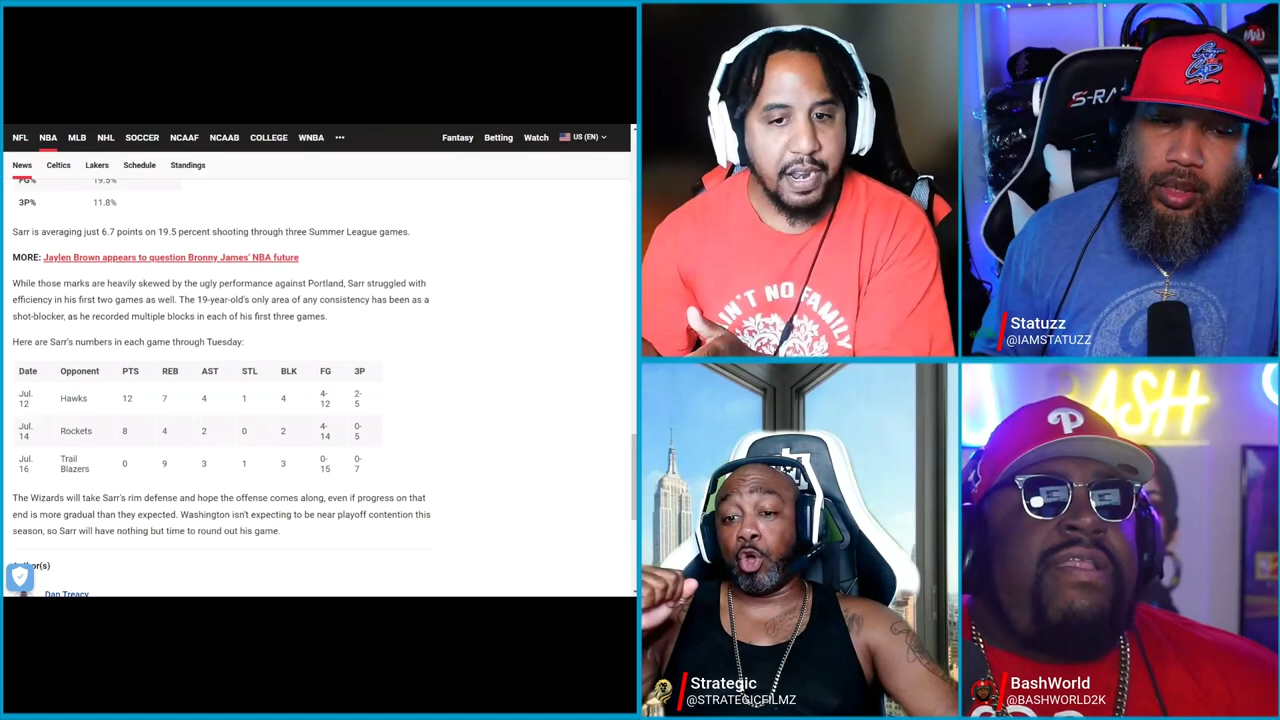 NFL NBA MLB NHL SOCCER NCAAF NCAAB COLLEGE WNBA ••• Fantasy Betting Watch US (EN)
News Celtics Lakers Schedule Standings
FG% 19.5%
3P% 11.8%
Sarr is averaging just 6.7 points on 19.5 percent shooting through three Summer League games.
MORE: Jaylen Brown appears to question Bronny James' NBA future
While those marks are heavily skewed by the ugly performance against Portland, Sarr struggled with
efficiency in his first two games as well. The 19-year-old's only area of any consistency has been as a
shot-blocker, as he recorded multiple blocks in each of his first three games.
Here are Sarr's numbers in each game through Tuesday:
Date Opponent PTS REB AST STL BLK FG 3P
Jul. 12 Hawks 12 7 4 1 4 4-12 2-5
Jul. 14 Rockets 8 4 2 0 2 4-14 0-5
Jul. 16 Trail Blazers 0 9 3 1 3 0-15 0-7
The Wizards will take Sarr's rim defense and hope the offense comes along, even if progress on that
end is more gradual than they expected. Washington isn't expecting to be near playoff contention this
season, so Sarr will have nothing but time to round out his game.
Dan Treacy
AIN'T NO FAMILY
S-RA
Statuzz
@IAMSTATUZZ
Strategic
@STRATEGICFILMZ
ASH
P
BashWorld
@BASHWORLD2K